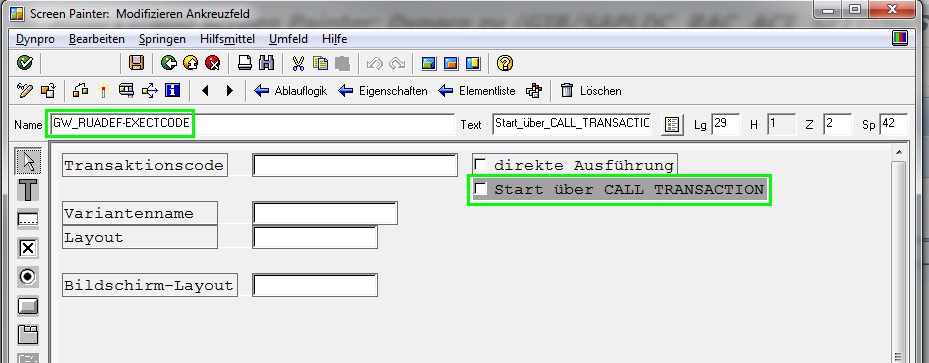 Screen Painter: Modifizieren Ankreuzfeld
Dynpro Bearbeiten Springen Hilfsmittel Umfeld Hilfe
Ablauflogik Eigenschaften Elementliste Löschen
Name GW_RUADEF-EXECTCODE Text Start_über_CALL_TRANSACTIC Lg 29 H 1 Z 2 Sp 42
Transaktionscode direkte Ausführung
Start über CALL TRANSACTION
Variantenname
Layout
Bildschirm-Layout